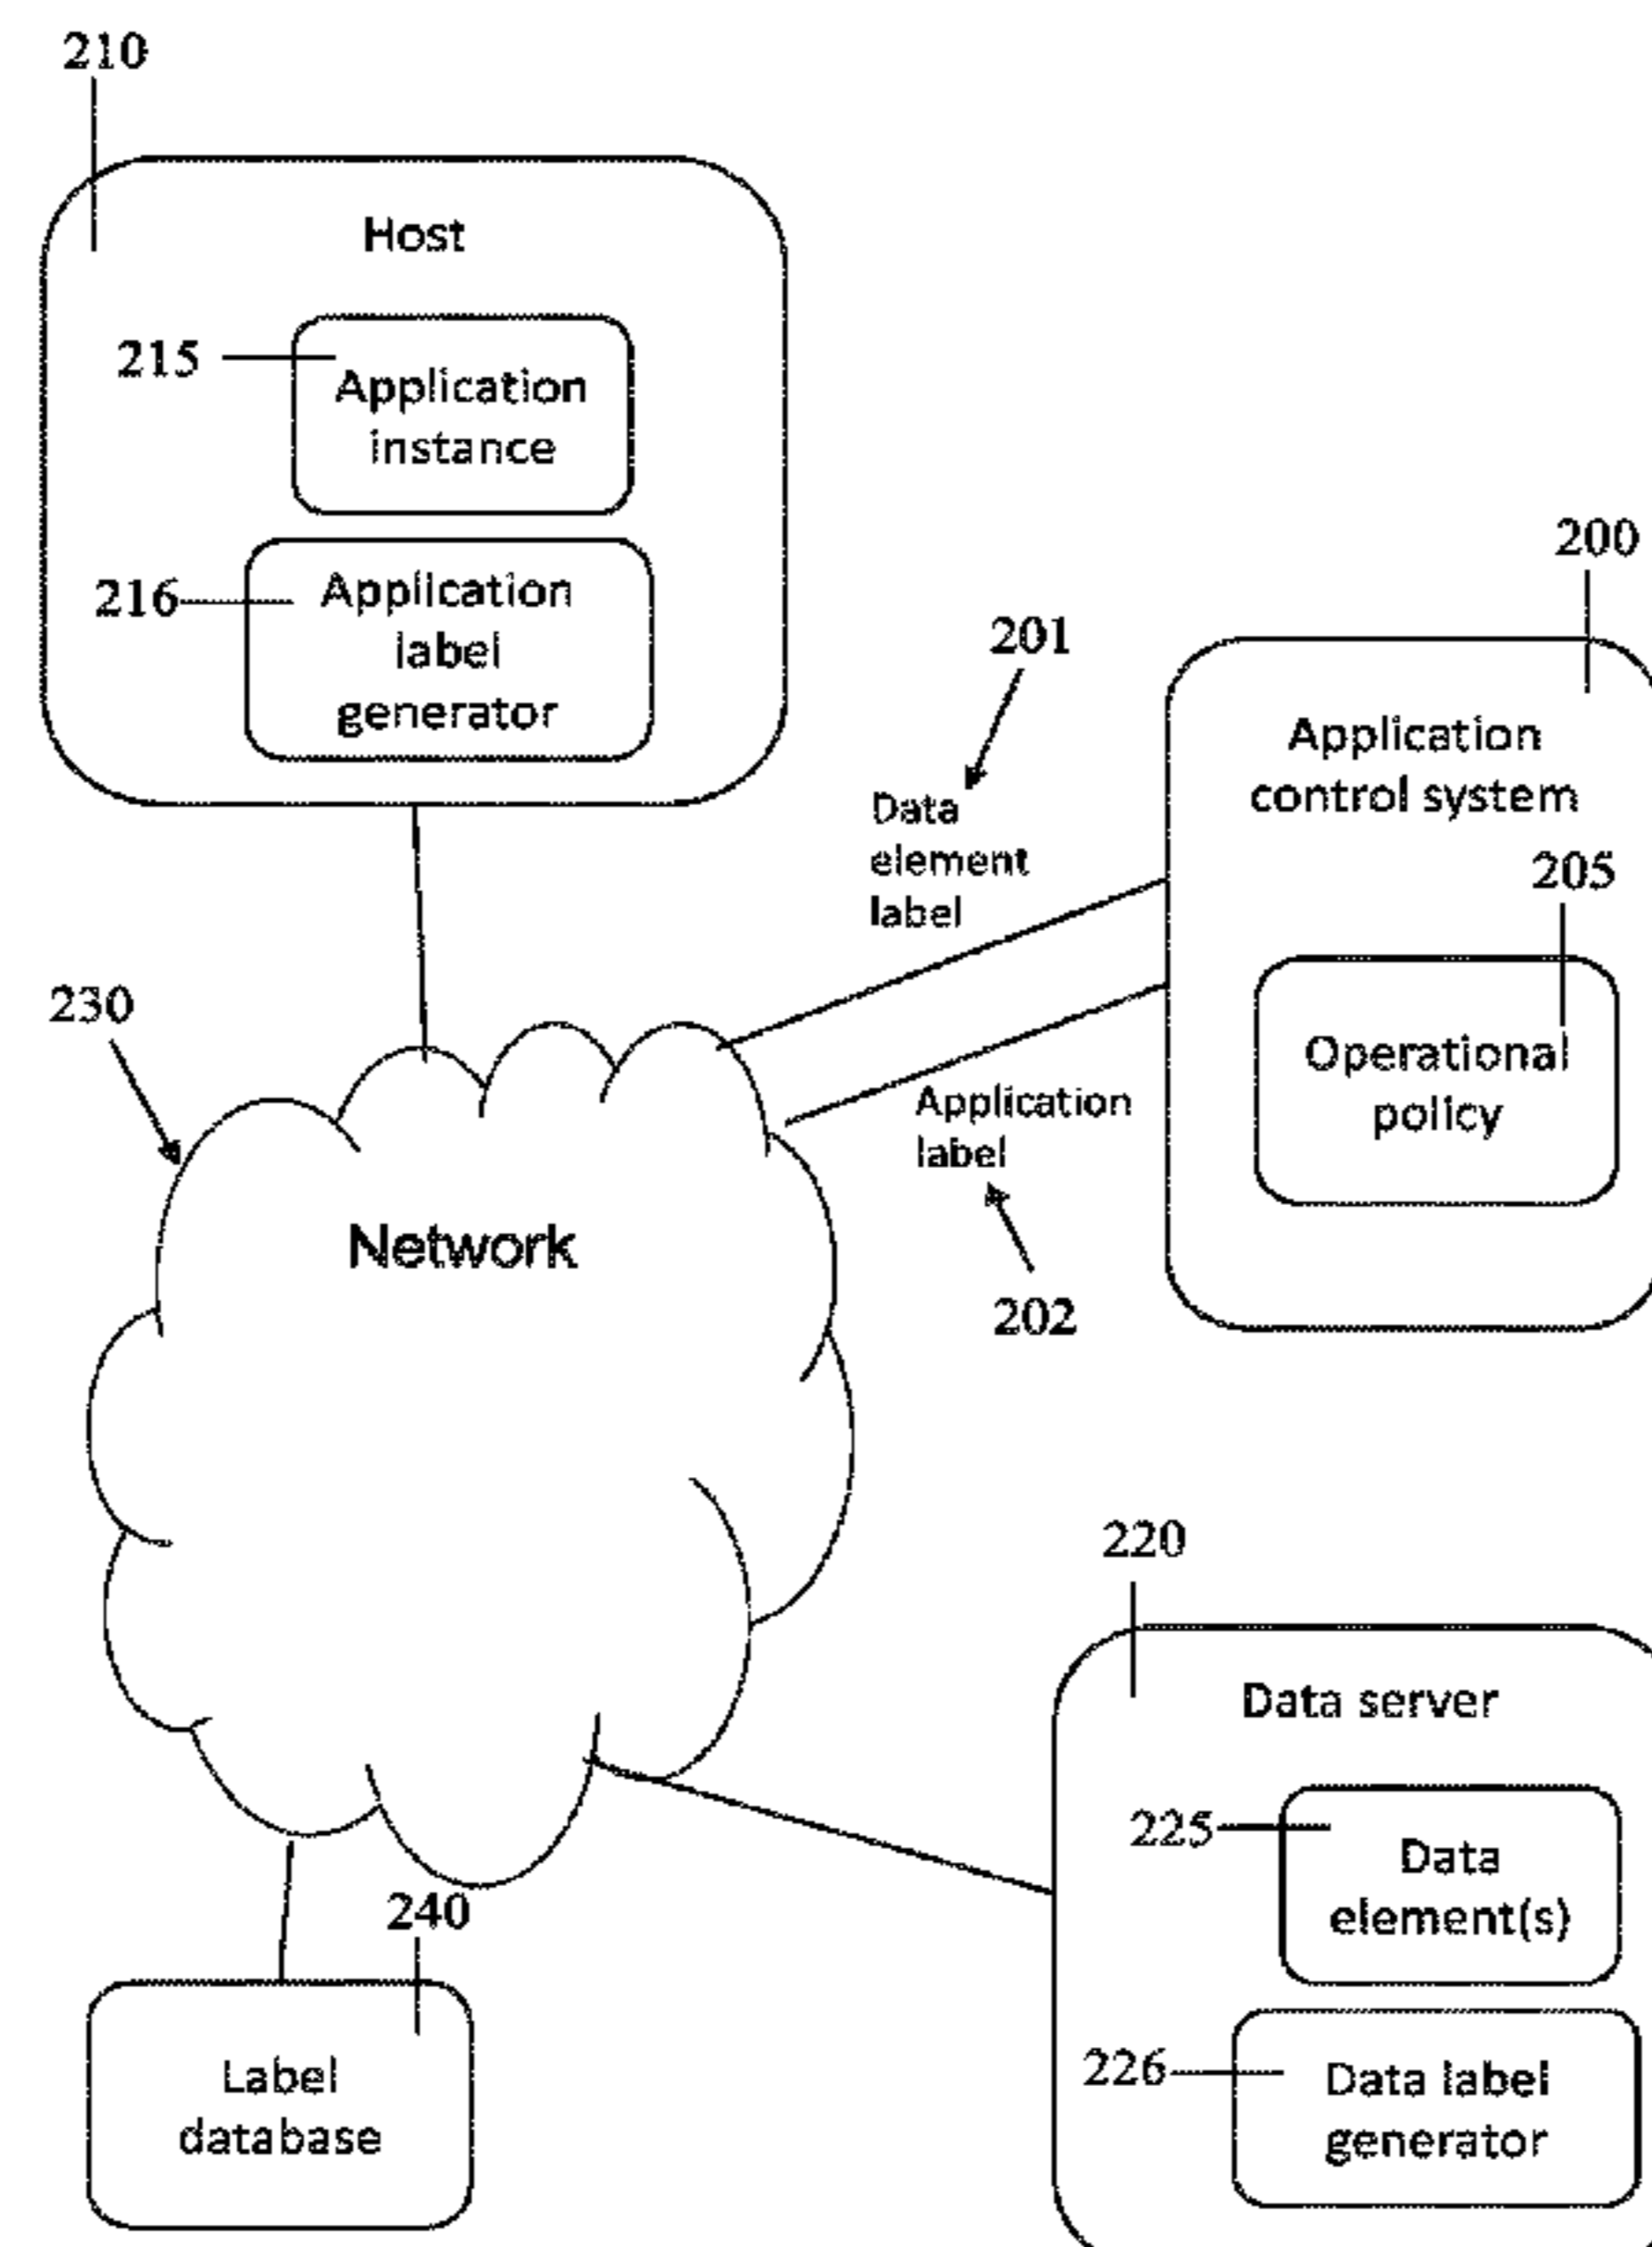 210
Host
215
Application
instance
216
Application
label
generator
200
201
Application
control system
Data
element
label
205
230
Operational
policy
Application
label
Network
202
220
Data server
225
Data
element(s)
240
226
Data label
generator
Label
database